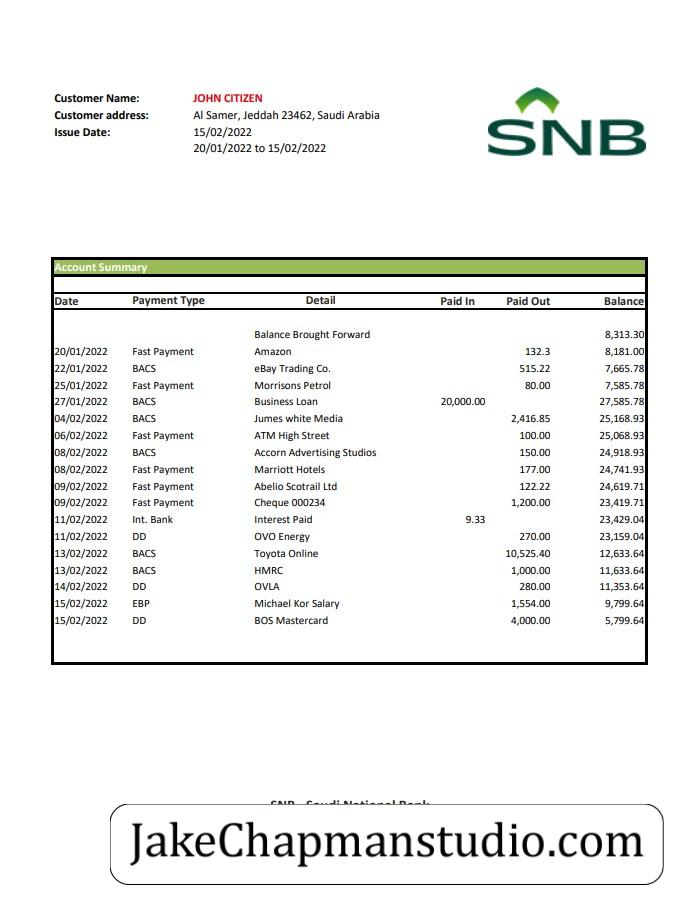 Customer Name: JOHN CITIZEN
Customer address: Al Samer, Jeddah 23462, Saudi Arabia
Issue Date: 15/02/2022
20/01/2022 to 15/02/2022
SNB
Account Summary
Date Payment Type Detail Paid In Paid Out Balance
Balance Brought Forward 8,313.30
20/01/2022 Fast Payment Amazon 132.3 8,181.00
22/01/2022 BACS eBay Trading Co. 515.22 7,665.78
25/01/2022 Fast Payment Morrisons Petrol 80.00 7,585.78
27/01/2022 BACS Business Loan 20,000.00 27,585.78
04/02/2022 BACS Jumes white Media 2,416.85 25,168.93
06/02/2022 Fast Payment ATM High Street 100.00 25,068.93
08/02/2022 BACS Accorn Advertising Studios 150.00 24,918.93
08/02/2022 Fast Payment Marriott Hotels 177.00 24,741.93
09/02/2022 Fast Payment Abelio Scotrail Ltd 122.22 24,619.71
09/02/2022 Fast Payment Cheque 000234 1,200.00 23,419.71
11/02/2022 Int. Bank Interest Paid 9.33 23,429.04
11/02/2022 DD OVO Energy 270.00 23,159.04
13/02/2022 BACS Toyota Online 10,525.40 12,633.64
13/02/2022 BACS HMRC 1,000.00 11,633.64
14/02/2022 DD OVLA 280.00 11,353.64
15/02/2022 EBP Michael Kor Salary 1,554.00 9,799.64
15/02/2022 DD BOS Mastercard 4,000.00 5,799.64
SNB - Saudi National Bank
JakeChapmanstudio.com